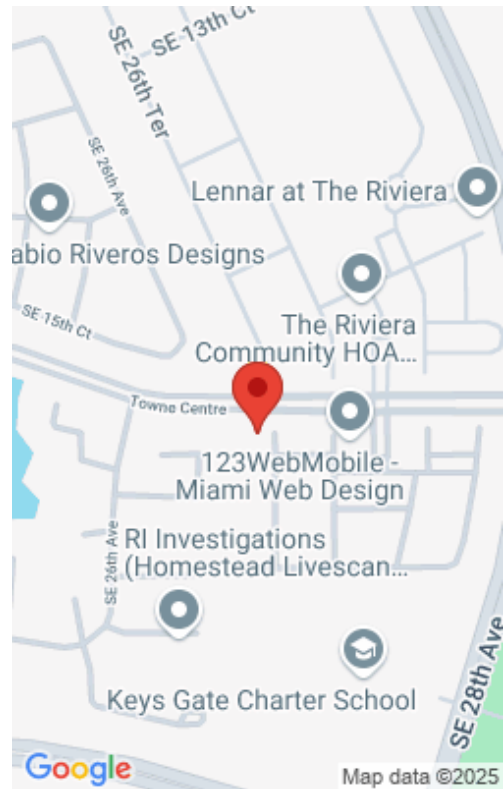 SE 13th Ct
SE 26th Ter
SE 26th Ave
Lennar at The Riviera
abio Riveros Designs
SE 15th Ct
The Riviera
Community HOA...
Towne Centre
123WebMobile -
Miami Web Design
RI Investigations
(Homestead Livescan...
SE 26th Ave
Keys Gate Charter School
SE 28th Ave
Google
Map data ©2025